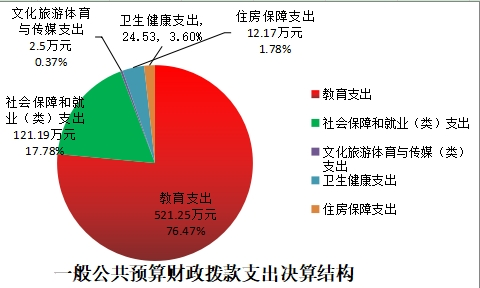 文化旅游体育
与传媒支出
2.5万元
0.37%
卫生健康支出,
24.53, 3.60%
住房保障支出
12.17万元
1.78%
社会保障和就
业（类）支出
121.19万元
17.78%
教育支出
521.25万元
76.47%
教育支出
社会保障和就业（类）支出
文化旅游体育与传媒（类）
支出
卫生健康支出
住房保障支出
一般公共预算财政拨款支出决算结构